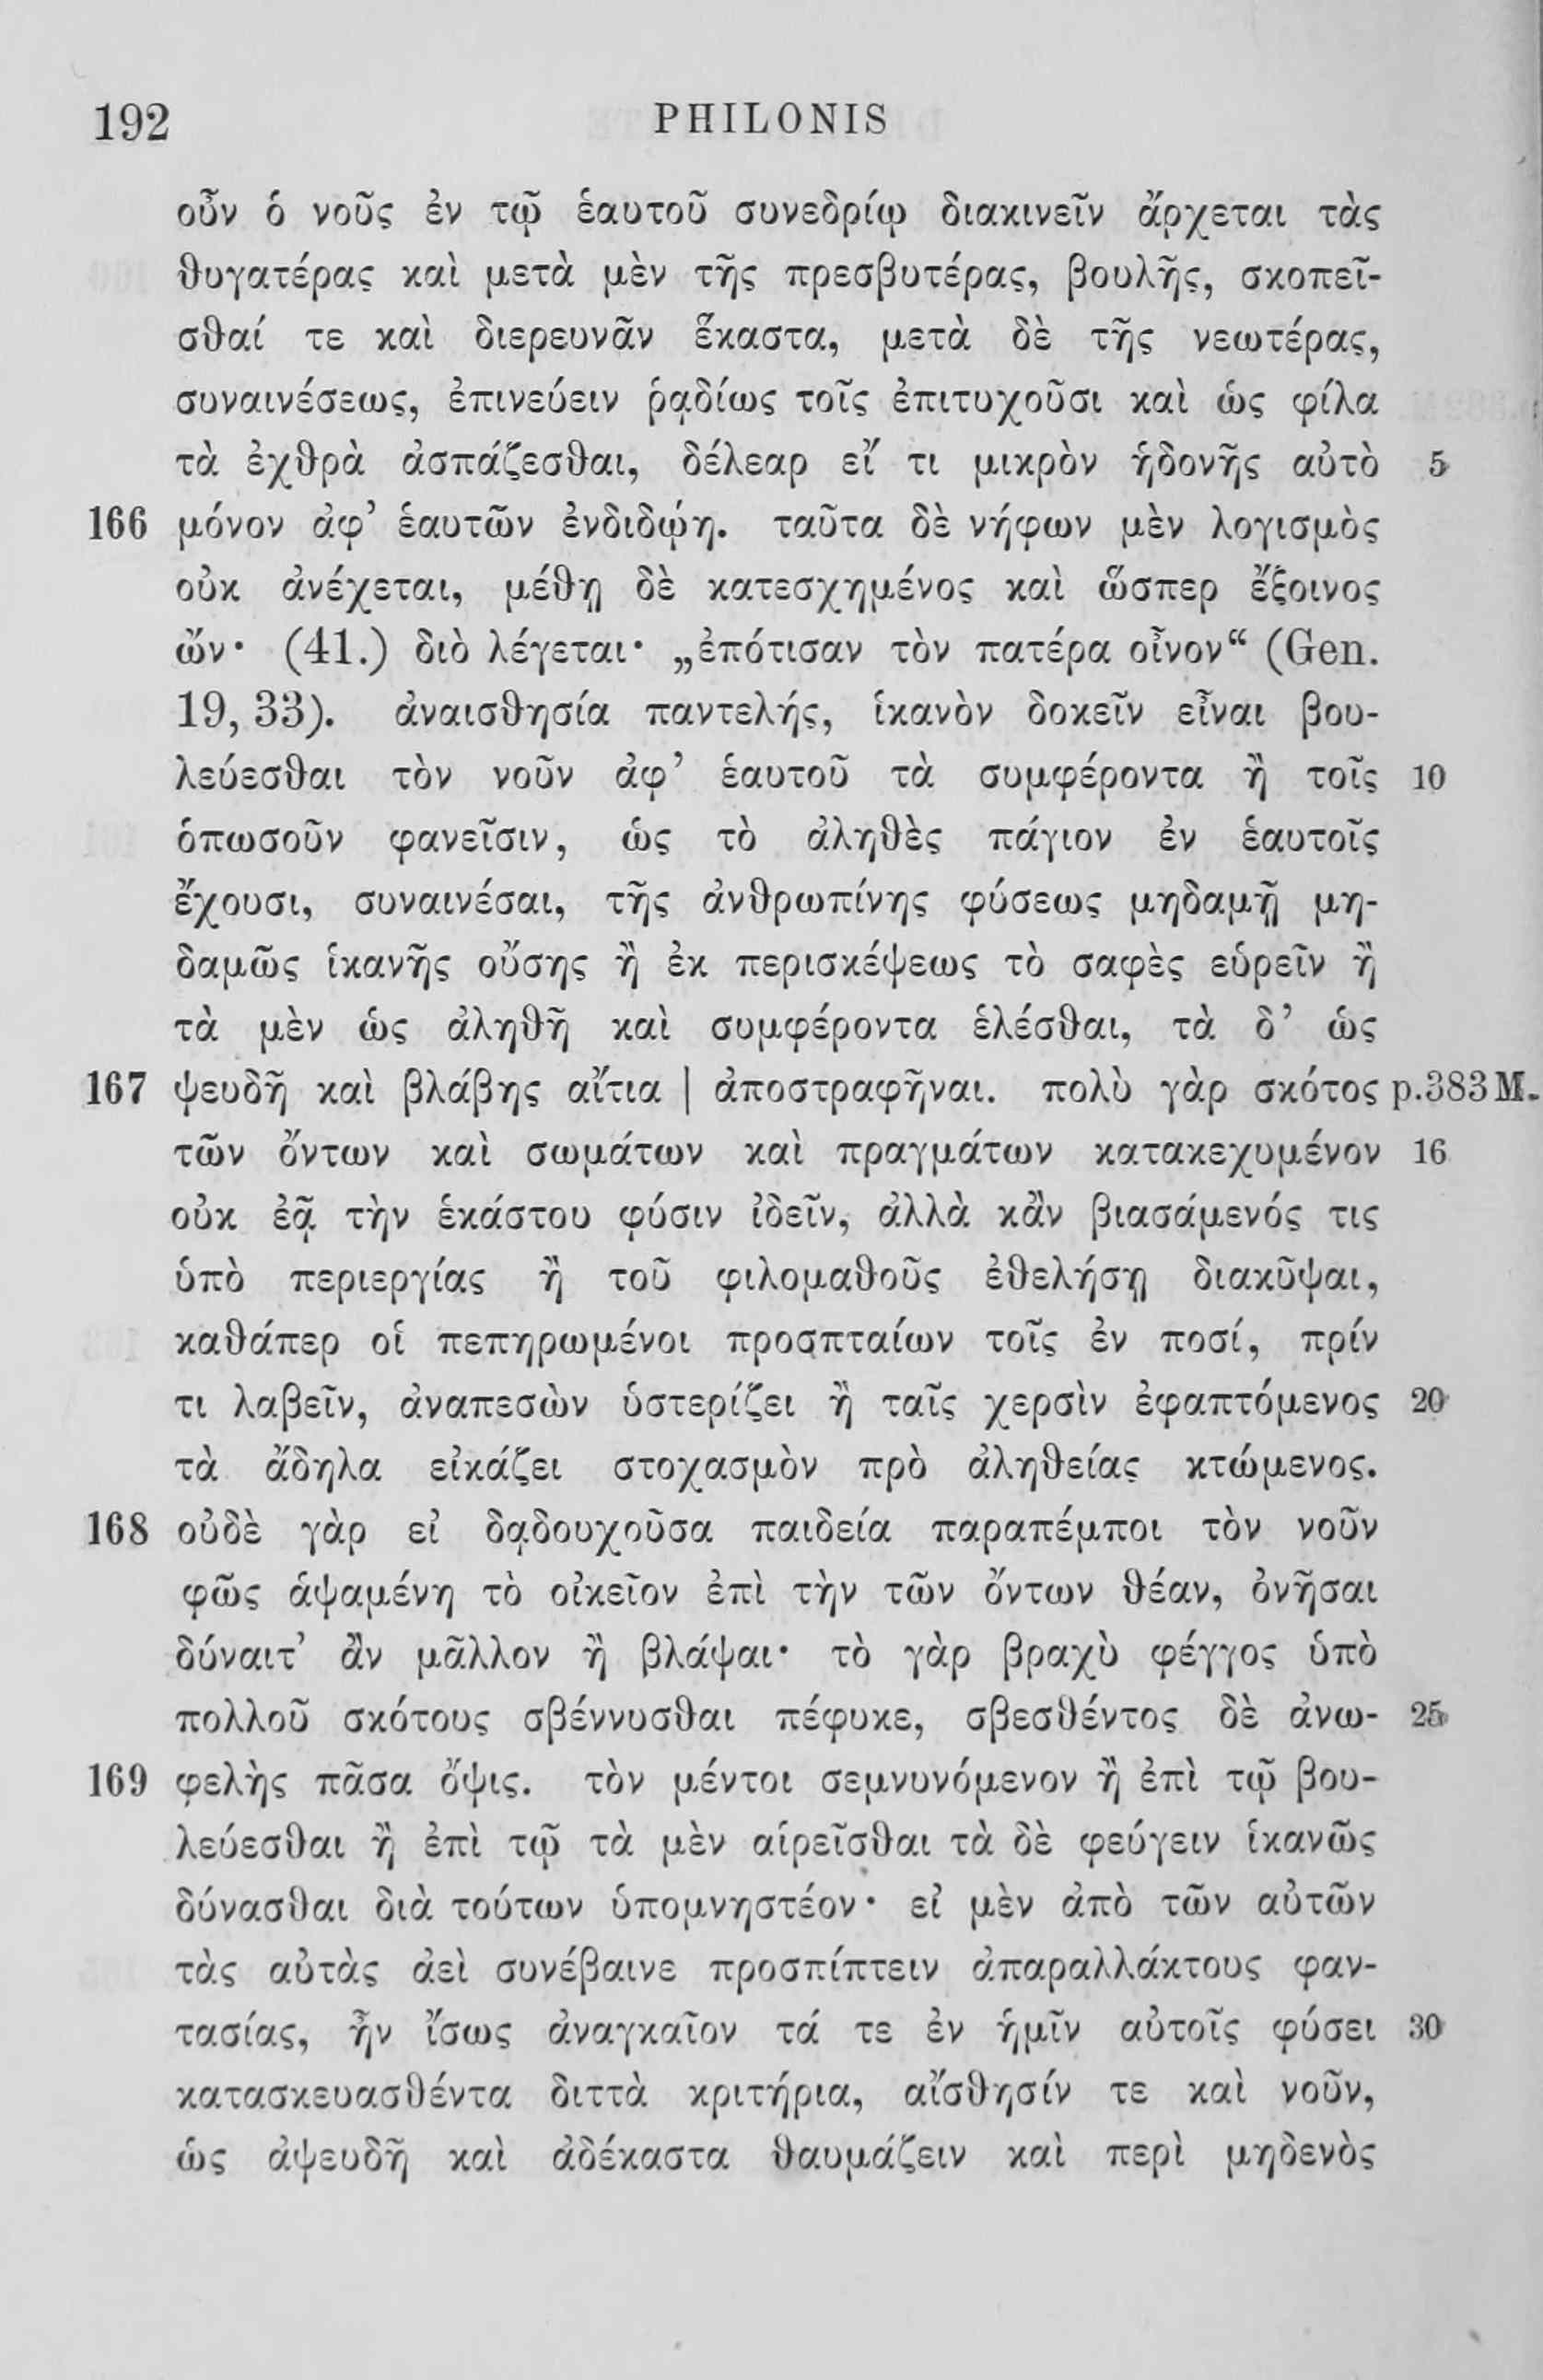 192 PHILONIS
οὖν ὁ νοῦς ἐν τῷ ἑαυτοῦ συνεδρίῳ διακινεῖν ἄρχεται τὰς
θυγατέρας καὶ μετὰ μὲν τῆς πρεσβυτέρας, βουλῆς, σκοπεῖ-
σθαί τε καὶ διερευνᾶν ἕκαστα, μετὰ δὲ τῆς νεωτέρας,
συναινέσεως, ἐπινεύειν ῥᾳδίως τοῖς ἐπιτυχοῦσι καὶ ὡς φίλα
τὰ ἐχθρὰ ἀσπάζεσθαι, δέλεαρ εἴ τι μικρὸν ἡδονῆς αὐτὸ 5
166 μόνον ἀφ’ ἑαυτῶν ἐνδιδῴη. ταῦτα δὲ νήφων μὲν λογισμὸς
οὐκ ἀνέχεται, μέθῃ δὲ κατεσχημένος καὶ ὥσπερ ἔξοινος
ὤν· (41.) διὸ λέγεται· „ἐπότισαν τὸν πατέρα οἶνον“ (Gen.
19, 33). ἀναισθησία παντελής, ἱκανὸν δοκεῖν εἶναι βου-
λεύεσθαι τὸν νοῦν ἀφ’ ἑαυτοῦ τὰ συμφέροντα ἢ τοῖς 10
ὁπωσοῦν φανεῖσιν, ὡς τὸ ἀληθὲς πάγιον ἐν ἑαυτοῖς
ἔχουσι, συναινέσαι, τῆς ἀνθρωπίνης φύσεως μηδαμῇ μη-
δαμῶς ἱκανῆς οὔσης ἢ ἐκ περισκέψεως τὸ σαφὲς εὑρεῖν ἢ
τὰ μὲν ὡς ἀληθῆ καὶ συμφέροντα ἑλέσθαι, τὰ δ’ ὡς
167 ψευδῆ καὶ βλάβης αἴτια | ἀποστραφῆναι. πολὺ γὰρ σκότος p.383 M.
τῶν ὄντων καὶ σωμάτων καὶ πραγμάτων κατακεχυμένον 16
οὐκ ἐᾷ τὴν ἑκάστου φύσιν ἰδεῖν, ἀλλὰ κἂν βιασάμενός τις
ὑπὸ περιεργίας ἢ τοῦ φιλομαθοῦς ἐθελήσῃ διακῦψαι,
καθάπερ οἱ πεπηρωμένοι προσπταίων τοῖς ἐν ποσί, πρίν
τι λαβεῖν, ἀναπεσὼν ὑστερίζει ἢ ταῖς χερσὶν ἐφαπτόμενος 20
τὰ ἄδηλα εἰκάζει στοχασμὸν πρὸ ἀληθείας κτώμενος.
168 οὐδὲ γὰρ εἰ δᾳδουχοῦσα παιδεία παραπέμποι τὸν νοῦν
φῶς ἁψαμένη τὸ οἰκεῖον ἐπὶ τὴν τῶν ὄντων θέαν, ὀνῆσαι
δύναιτ’ ἂν μᾶλλον ἢ βλάψαι· τὸ γὰρ βραχὺ φέγγος ὑπὸ
πολλοῦ σκότους σβέννυσθαι πέφυκε, σβεσθέντος δὲ ἀνω- 25
169 φελὴς πᾶσα ὄψις. τὸν μέντοι σεμνυνόμενον ἢ ἐπὶ τῷ βου-
λεύεσθαι ἢ ἐπὶ τῷ τὰ μὲν αἱρεῖσθαι τὰ δὲ φεύγειν ἱκανῶς
δύνασθαι διὰ τούτων ὑπομνηστέον· εἰ μὲν ἀπὸ τῶν αὐτῶν
τὰς αὐτὰς ἀεὶ συνέβαινε προσπίπτειν ἀπαραλλάκτους φαν-
τασίας, ἦν ἴσως ἀναγκαῖον τά τε ἐν ἡμῖν αὐτοῖς φύσει 30
κατασκευασθέντα διττὰ κριτήρια, αἴσθησίν τε καὶ νοῦν,
ὡς ἀψευδῆ καὶ ἀδέκαστα θαυμάζειν καὶ περὶ μηδενὸς